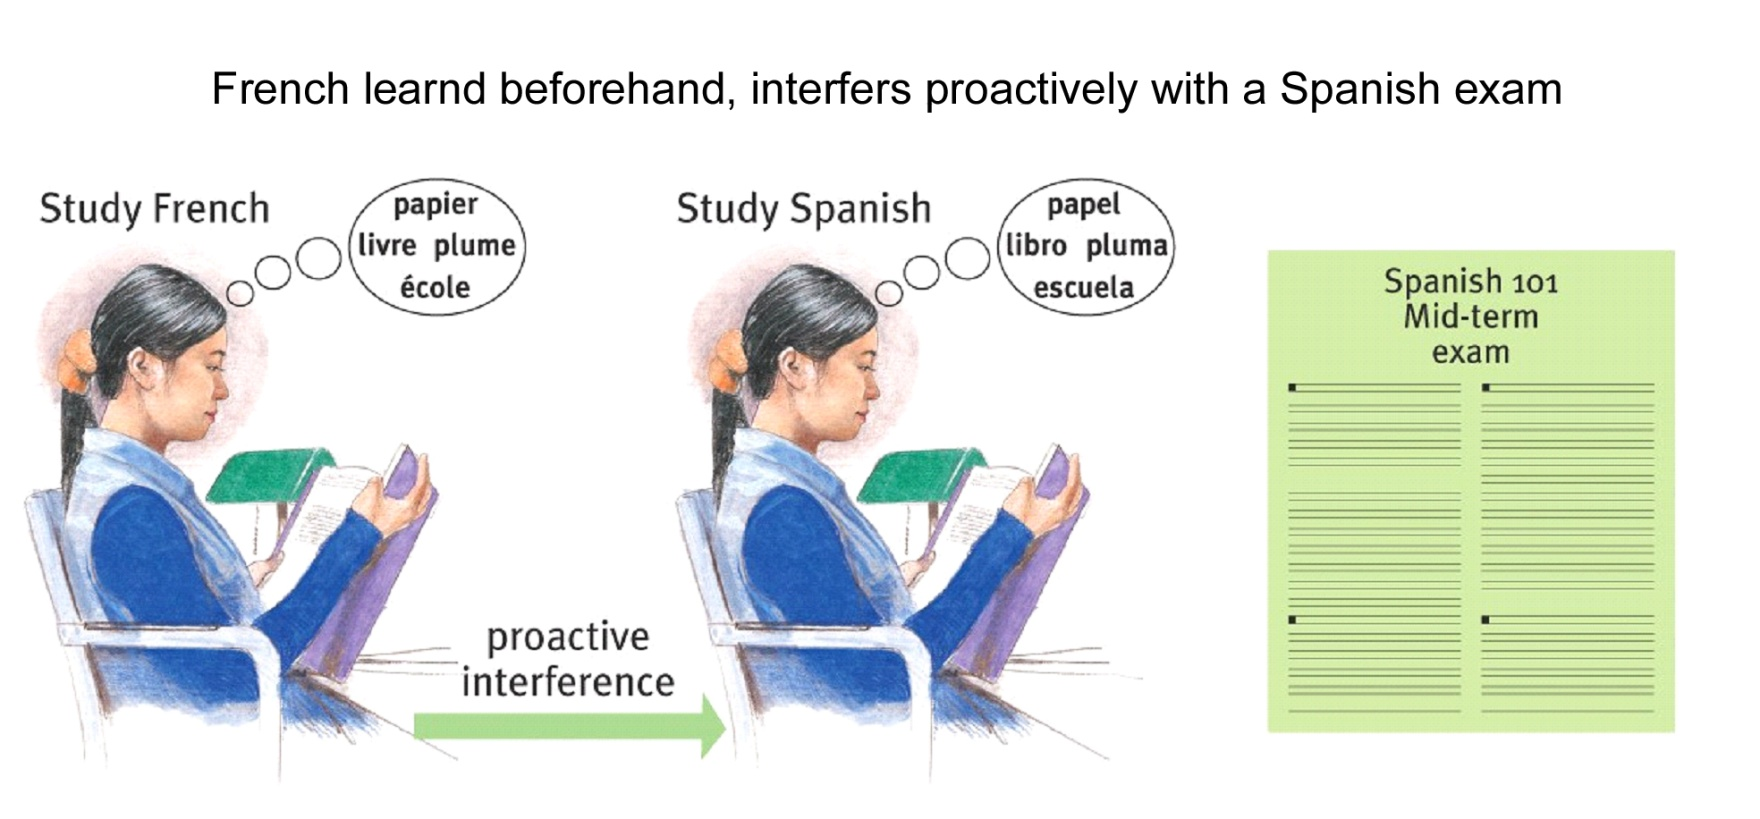 French learnd beforehand, interfers proactively with a Spanish exam
Study French
papier
livre plume
école
Study Spanish
papel
libro pluma
escuela
Spanish 101
Mid-term
exam
proactive
interference